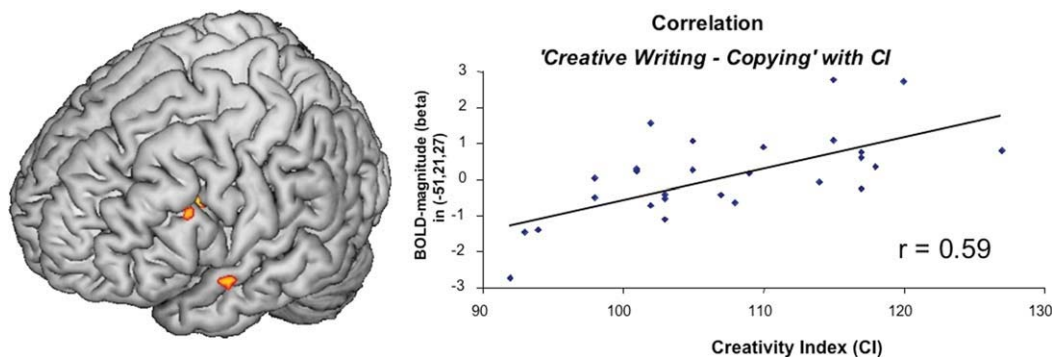 Correlation
'Creative Writing - Copying' with CI
BOLD-magnitude (beta)
in (-51,21,27)
3
2
1
0
-1
-2
-3
r = 0.59
90
100
110
120
130
Creativity Index (CI)